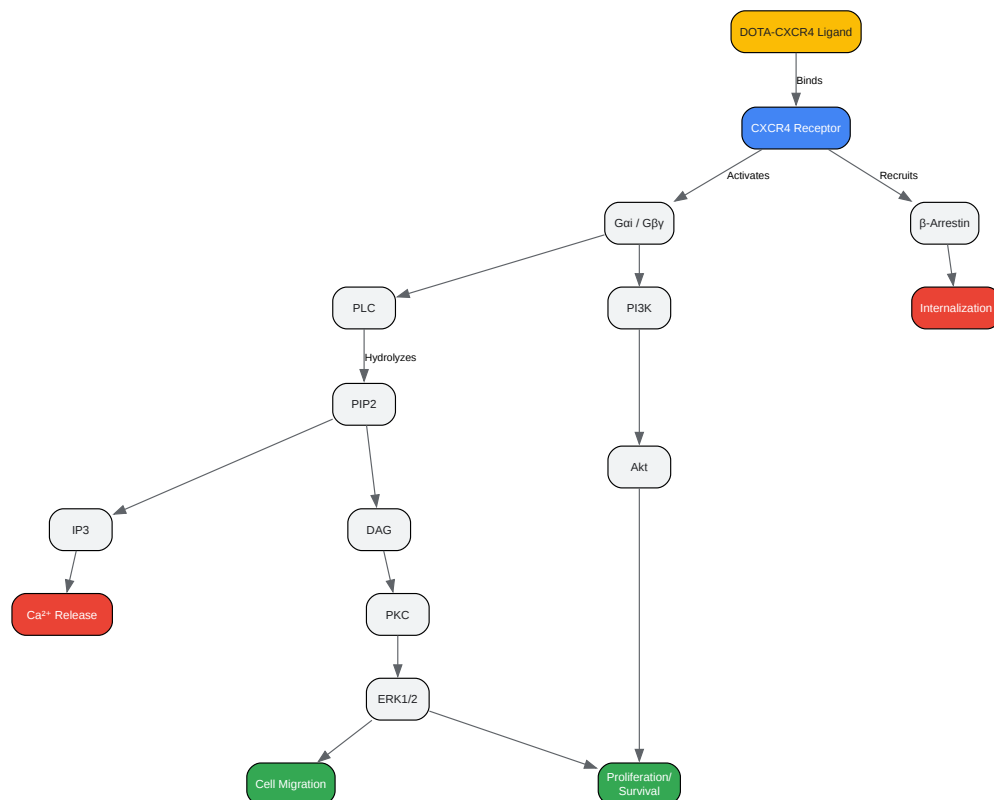 DOTA-CXCR4 Ligand
Binds
CXCR4 Receptor
Activates
Recruits
Gαi / Gβγ
β-Arrestin
PLC
PI3K
Internalization
Hydrolyzes
PIP2
Akt
IP3
DAG
Ca²⁺ Release
PKC
ERK1/2
Cell Migration
Proliferation/
Survival